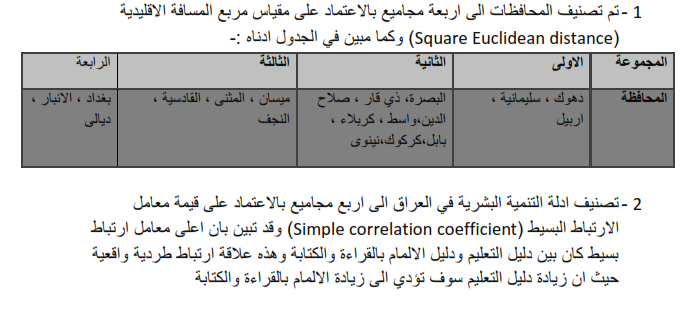 1 - تم تصنيف المحافظات الى اربعة مجاميع بالاعتماد على مقياس مربع المسافة الاقليدية
(Square Euclidean distance) وكما مبين في الجدول ادناه :-
المجموعة الاولى الثانية الثالثة الرابعة
المحافظة دهوك ، سليمانية ، البصرة، ذي قار ، صلاح ميسان ، المثنى ، القادسية ، بغداد ، الانبار ،
اربيل الدين،واسط ، كربلاء ، النجف ديالى
بابل،كركوك،نينوى
2 - تصنيف ادلة التنمية البشرية في العراق الى اربع مجاميع بالاعتماد على قيمة معامل
الارتباط البسيط (Simple correlation coefficient) وقد تبين بان اعلى معامل ارتباط
بسيط كان بين دليل التعليم ودليل الالمام بالقراءة والكتابة وهذه علاقة ارتباط طردية واقعية
حيث ان زيادة دليل التعليم سوف تؤدي الى زيادة الالمام بالقراءة والكتابة